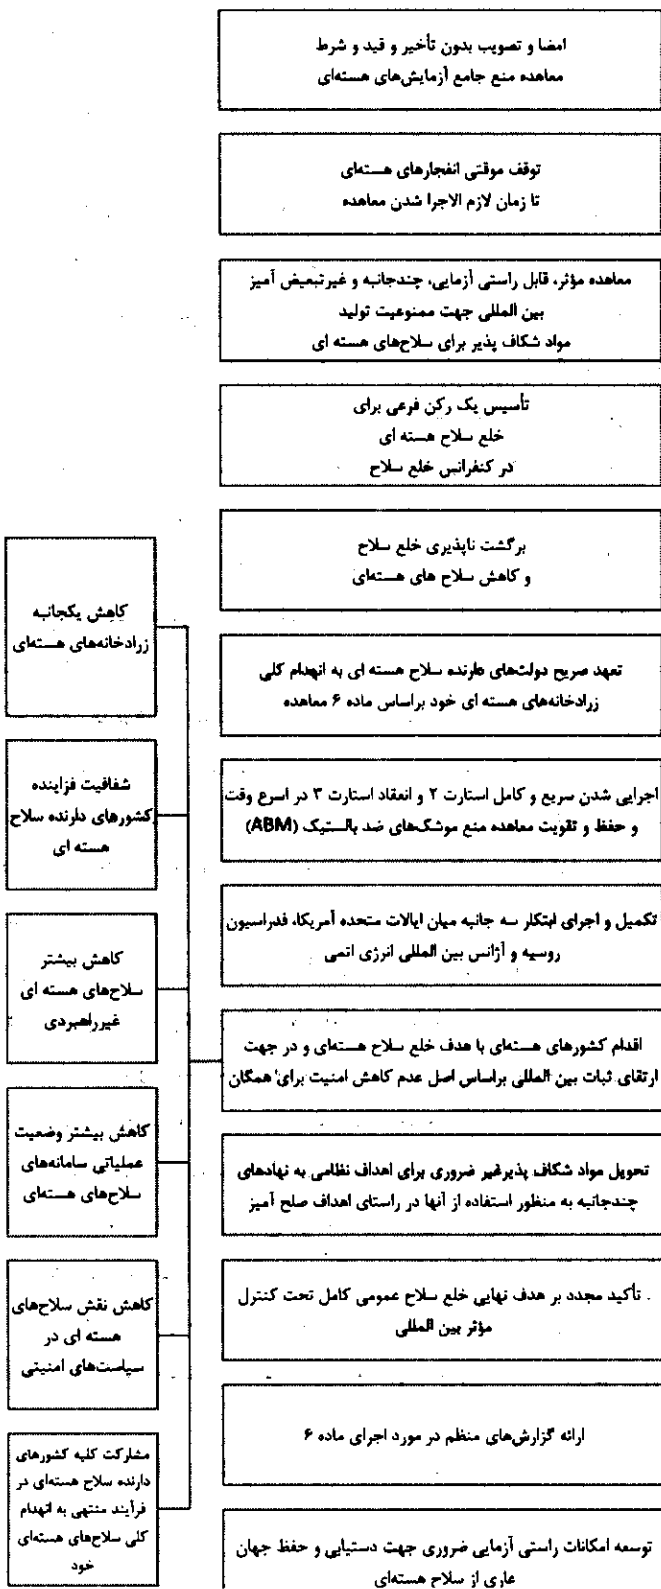 امضا و تصویب بدون تأخیر و قید و شرط
معاهده منع جامع آزمایش‌های هسته‌ای
توقف موقتی انفجارهای هسته‌ای
تا زمان لازم الاجرا شدن معاهده
معاهده مؤثر، قابل راستی آزمایی، چندجانبه و غیرتبعیض آمیز
بین المللی جهت ممنوعیت تولید
مواد شکاف پذیر برای سلاح‌های هسته ای
تأسیس یک رکن فرعی برای
خلع سلاح هسته ای
در کنفرانس خلع سلاح
برگشت ناپذیری خلع سلاح
و کاهش سلاح های هسته‌ای
تعهد صریح دولت‌های دارنده سلاح هسته ای به انهدام کلی
زرادخانه‌های هسته ای خود براساس ماده ۶ معاهده
اجرایی شدن سریع و کامل استارت ۲ و انعقاد استارت ۳ در اسرع وقت
و حفظ و تقویت معاهده منع موشک‌های ضد بالستیک (ABM)
تکمیل و اجرای ابتکار سه جانبه میان ایالات متحده آمریکا، فدراسیون
روسیه و آژانس بین المللی انرژی اتمی
اقدام کشورهای هسته‌ای با هدف خلع سلاح هسته‌ای و در جهت
ارتقای ثبات بین المللی براساس اصل عدم کاهش امنیت برای همگان
تحویل مواد شکاف پذیرغیر ضروری برای اهداف نظامی به نهادهای
چندجانبه به منظور استفاده از آنها در راستای اهداف صلح آمیز
تأکید مجدد بر هدف نهایی خلع سلاح عمومی کامل تحت کنترل
مؤثر بین المللی
ارائه گزارش‌های منظم در مورد اجرای ماده ۶
توسعه امکانات راستی آزمایی ضروری جهت دستیابی و حفظ جهان
عاری از سلاح هسته‌ای
کاهش یکجانبه
زرادخانه‌های هسته‌ای
شفافیت فزاینده
کشورهای دارنده سلاح
هسته ای
کاهش بیشتر
سلاح‌های هسته ای
غیرراهبردی
کاهش بیشتر وضعیت
عملیاتی سامانه‌های
سلاح‌های هسته‌ای
کاهش نقش سلاح‌های
هسته ای در
سیاست‌های امنیتی
مشارکت کلیه کشورهای
دارنده سلاح هسته‌ای در
فرآیند منتهی به انهدام
کلی سلاح‌های هسته‌ای
خود